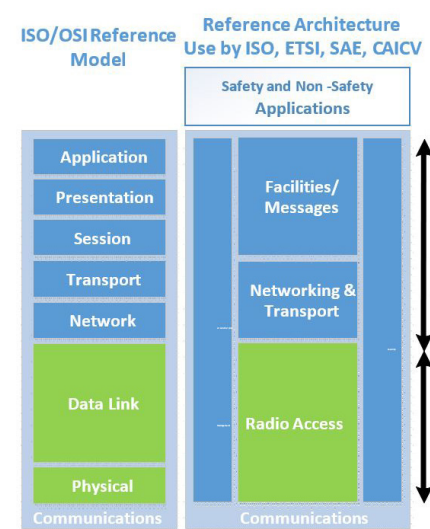 ISO/OSI Reference
Model
Reference Architecture
Use by ISO, ETSI, SAE, CAICV
Safety and Non -Safety
Applications
Application
Presentation
Session
Transport
Network
Data Link
Physical
Communications
Facilities/
Messages
Networking &
Transport
Radio Access
Communications